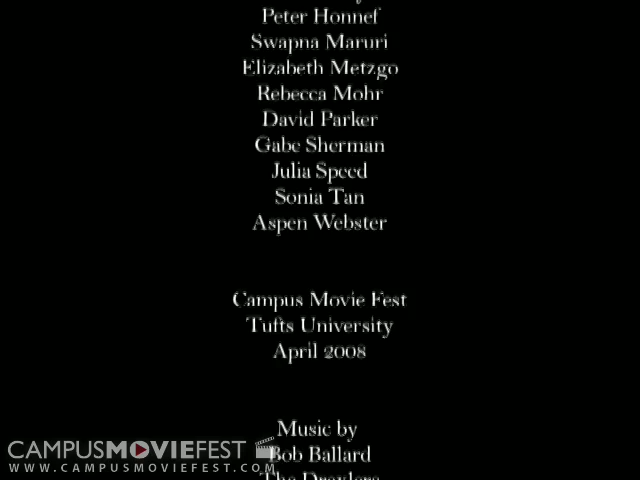 Peter Honnef
Swapna Maruri
Elizabeth Metzgo
Rebecca Mohr
David Parker
Gabe Sherman
Julia Speed
Sonia Tan
Aspen Webster
Campus Movie Fest
Tufts University
April 2008
Music by
Bob Ballard
The
CAMPUSMOVIEFEST
WWW.CAMPUSMOVIEFEST.COM